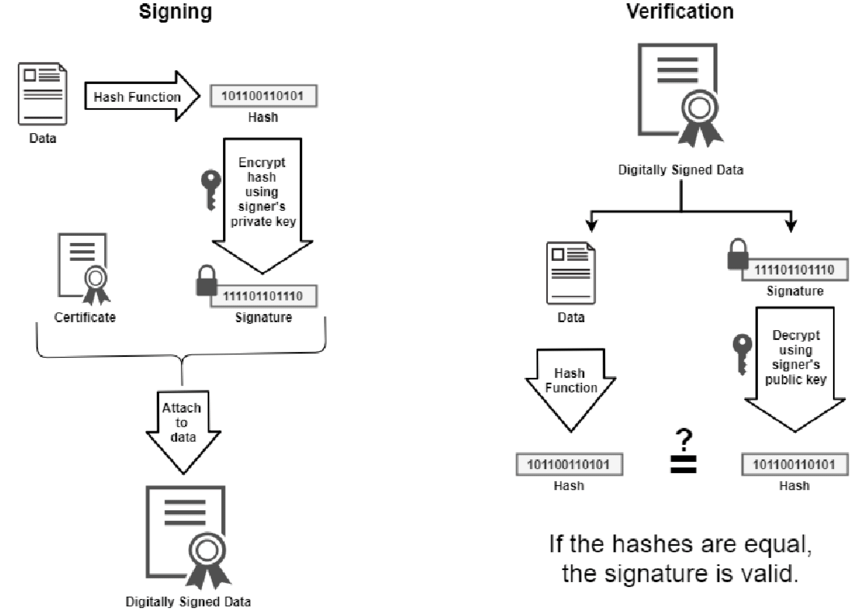 Signing
Hash Function
101100110101
Hash
Data
Encrypt
hash
using
signer's
private key
111101101110
Certificate
Signature
Attach
to
data
Digitally Signed Data
Verification
Digitally Signed Data
111101101110
Signature
Data
Hash
Function
Decrypt
using
signer's
public key
?
=
101100110101
Hash
101100110101
Hash
If the hashes are equal,
the signature is valid.